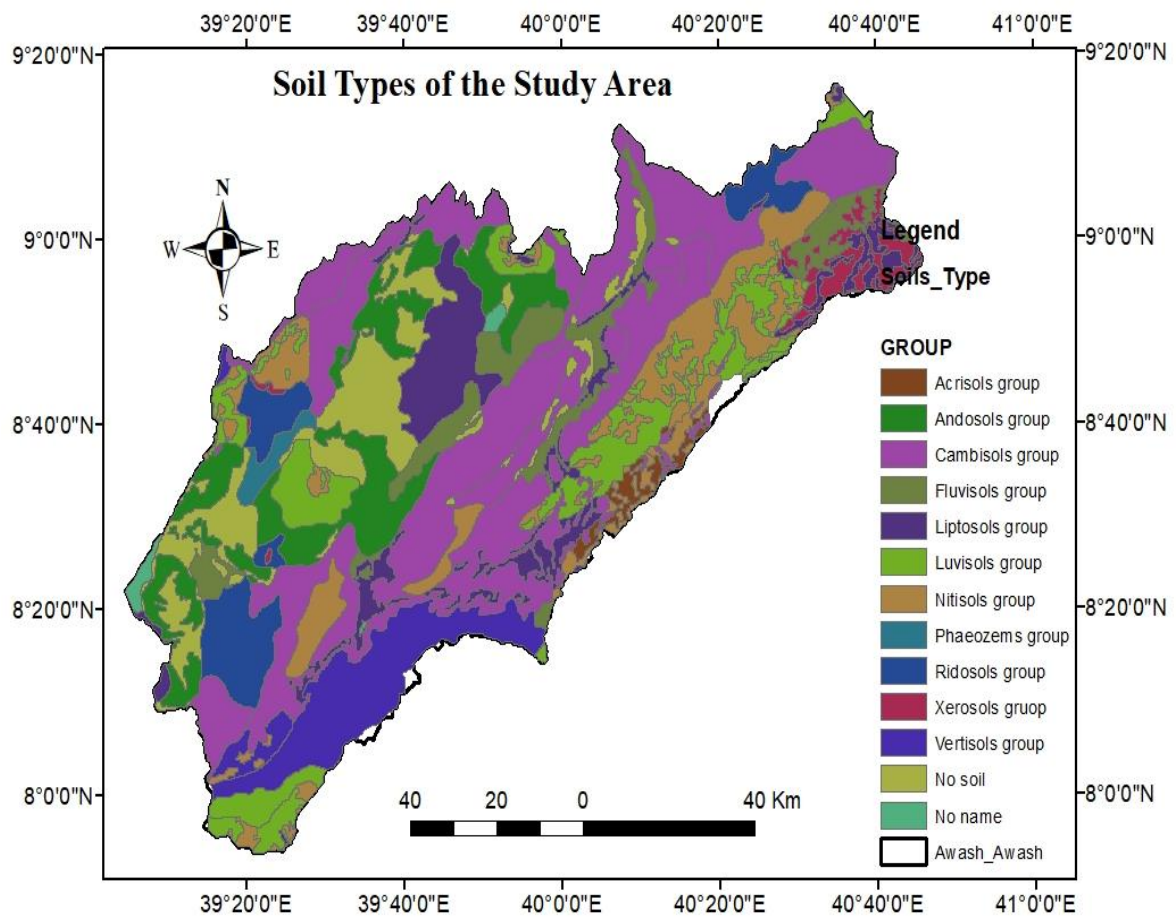 39°20'0"E 39°40'0"E 40°0'0"E 40°20'0"E 40°40'0"E 41°0'0"E
9°20'0"N 9°20'0"N
Soil Types of the Study Area
N
W E
S
9°0'0"N 9°0'0"N
Legend
Soils_Type
GROUP
Acrisols group
8°40'0"N 8°40'0"N
Andosols group
Cambisols group
Fluvisols group
Liptosols group
Luvisols group
8°20'0"N 8°20'0"N
Nitisols group
Phaeozems group
Ridosols group
Xerosols gruop
Vertisols group
8°0'0"N 8°0'0"N
No soil
No name
Awash_Awash
40 20 0 40 Km
39°20'0"E 39°40'0"E 40°0'0"E 40°20'0"E 40°40'0"E 41°0'0"E